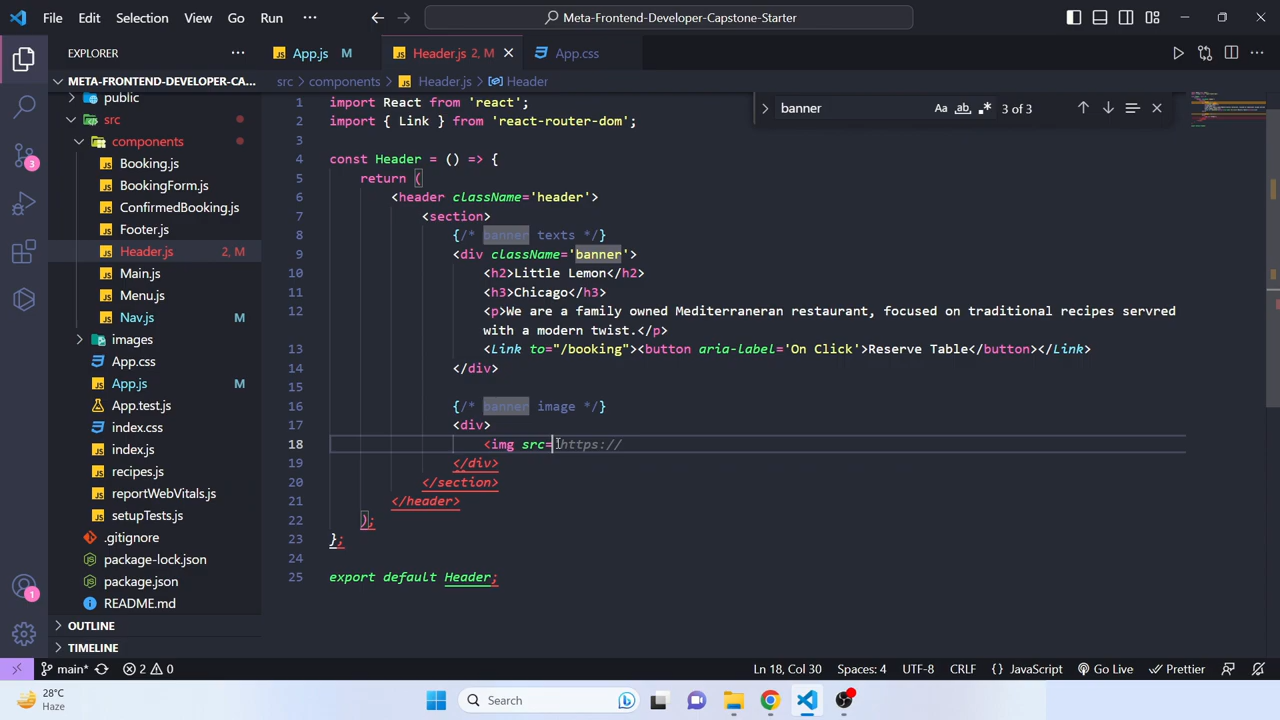 File Edit Selection View Go Run ··· Meta-Frontend-Developer-Capstone-Starter
EXPLORER ···
App.js M
Header.js 2, M
App.css
META-FRONTEND-DEVELOPER-CA...
src > components > Header.js > Header
banner Aa ab .* 3 of 3
public
src
components
Booking.js
BookingForm.js
ConfirmedBooking.js
Footer.js
Header.js 2, M
Main.js
Menu.js
Nav.js M
images
App.css
App.js M
App.test.js
index.css
index.js
recipes.js
reportWebVitals.js
setupTests.js
.gitignore
package-lock.json
package.json
README.md
OUTLINE
TIMELINE
3
1
1 import React from 'react';
2 import { Link } from 'react-router-dom';
3
4 const Header = () => {
5 return (
6 <header className='header'>
7 <section>
8 {/* banner texts */}
9 <div className='banner'>
10 <h2>Little Lemon</h2>
11 <h3>Chicago</h3>
12 <p>We are a family owned Mediterraneran restaurant, focused on traditional recipes servred
with a modern twist.</p>
13 <Link to="/booking"><button aria-label='On Click'>Reserve Table</button></Link>
14 </div>
15
16 {/* banner image */}
17 <div>
18 <img src=https://
19 </div>
20 </section>
21 </header>
22 );
23 };
24
25 export default Header;
main* 2 0 Ln 18, Col 30 Spaces: 4 UTF-8 CRLF {} JavaScript Go Live Prettier
28°C
Haze
Search